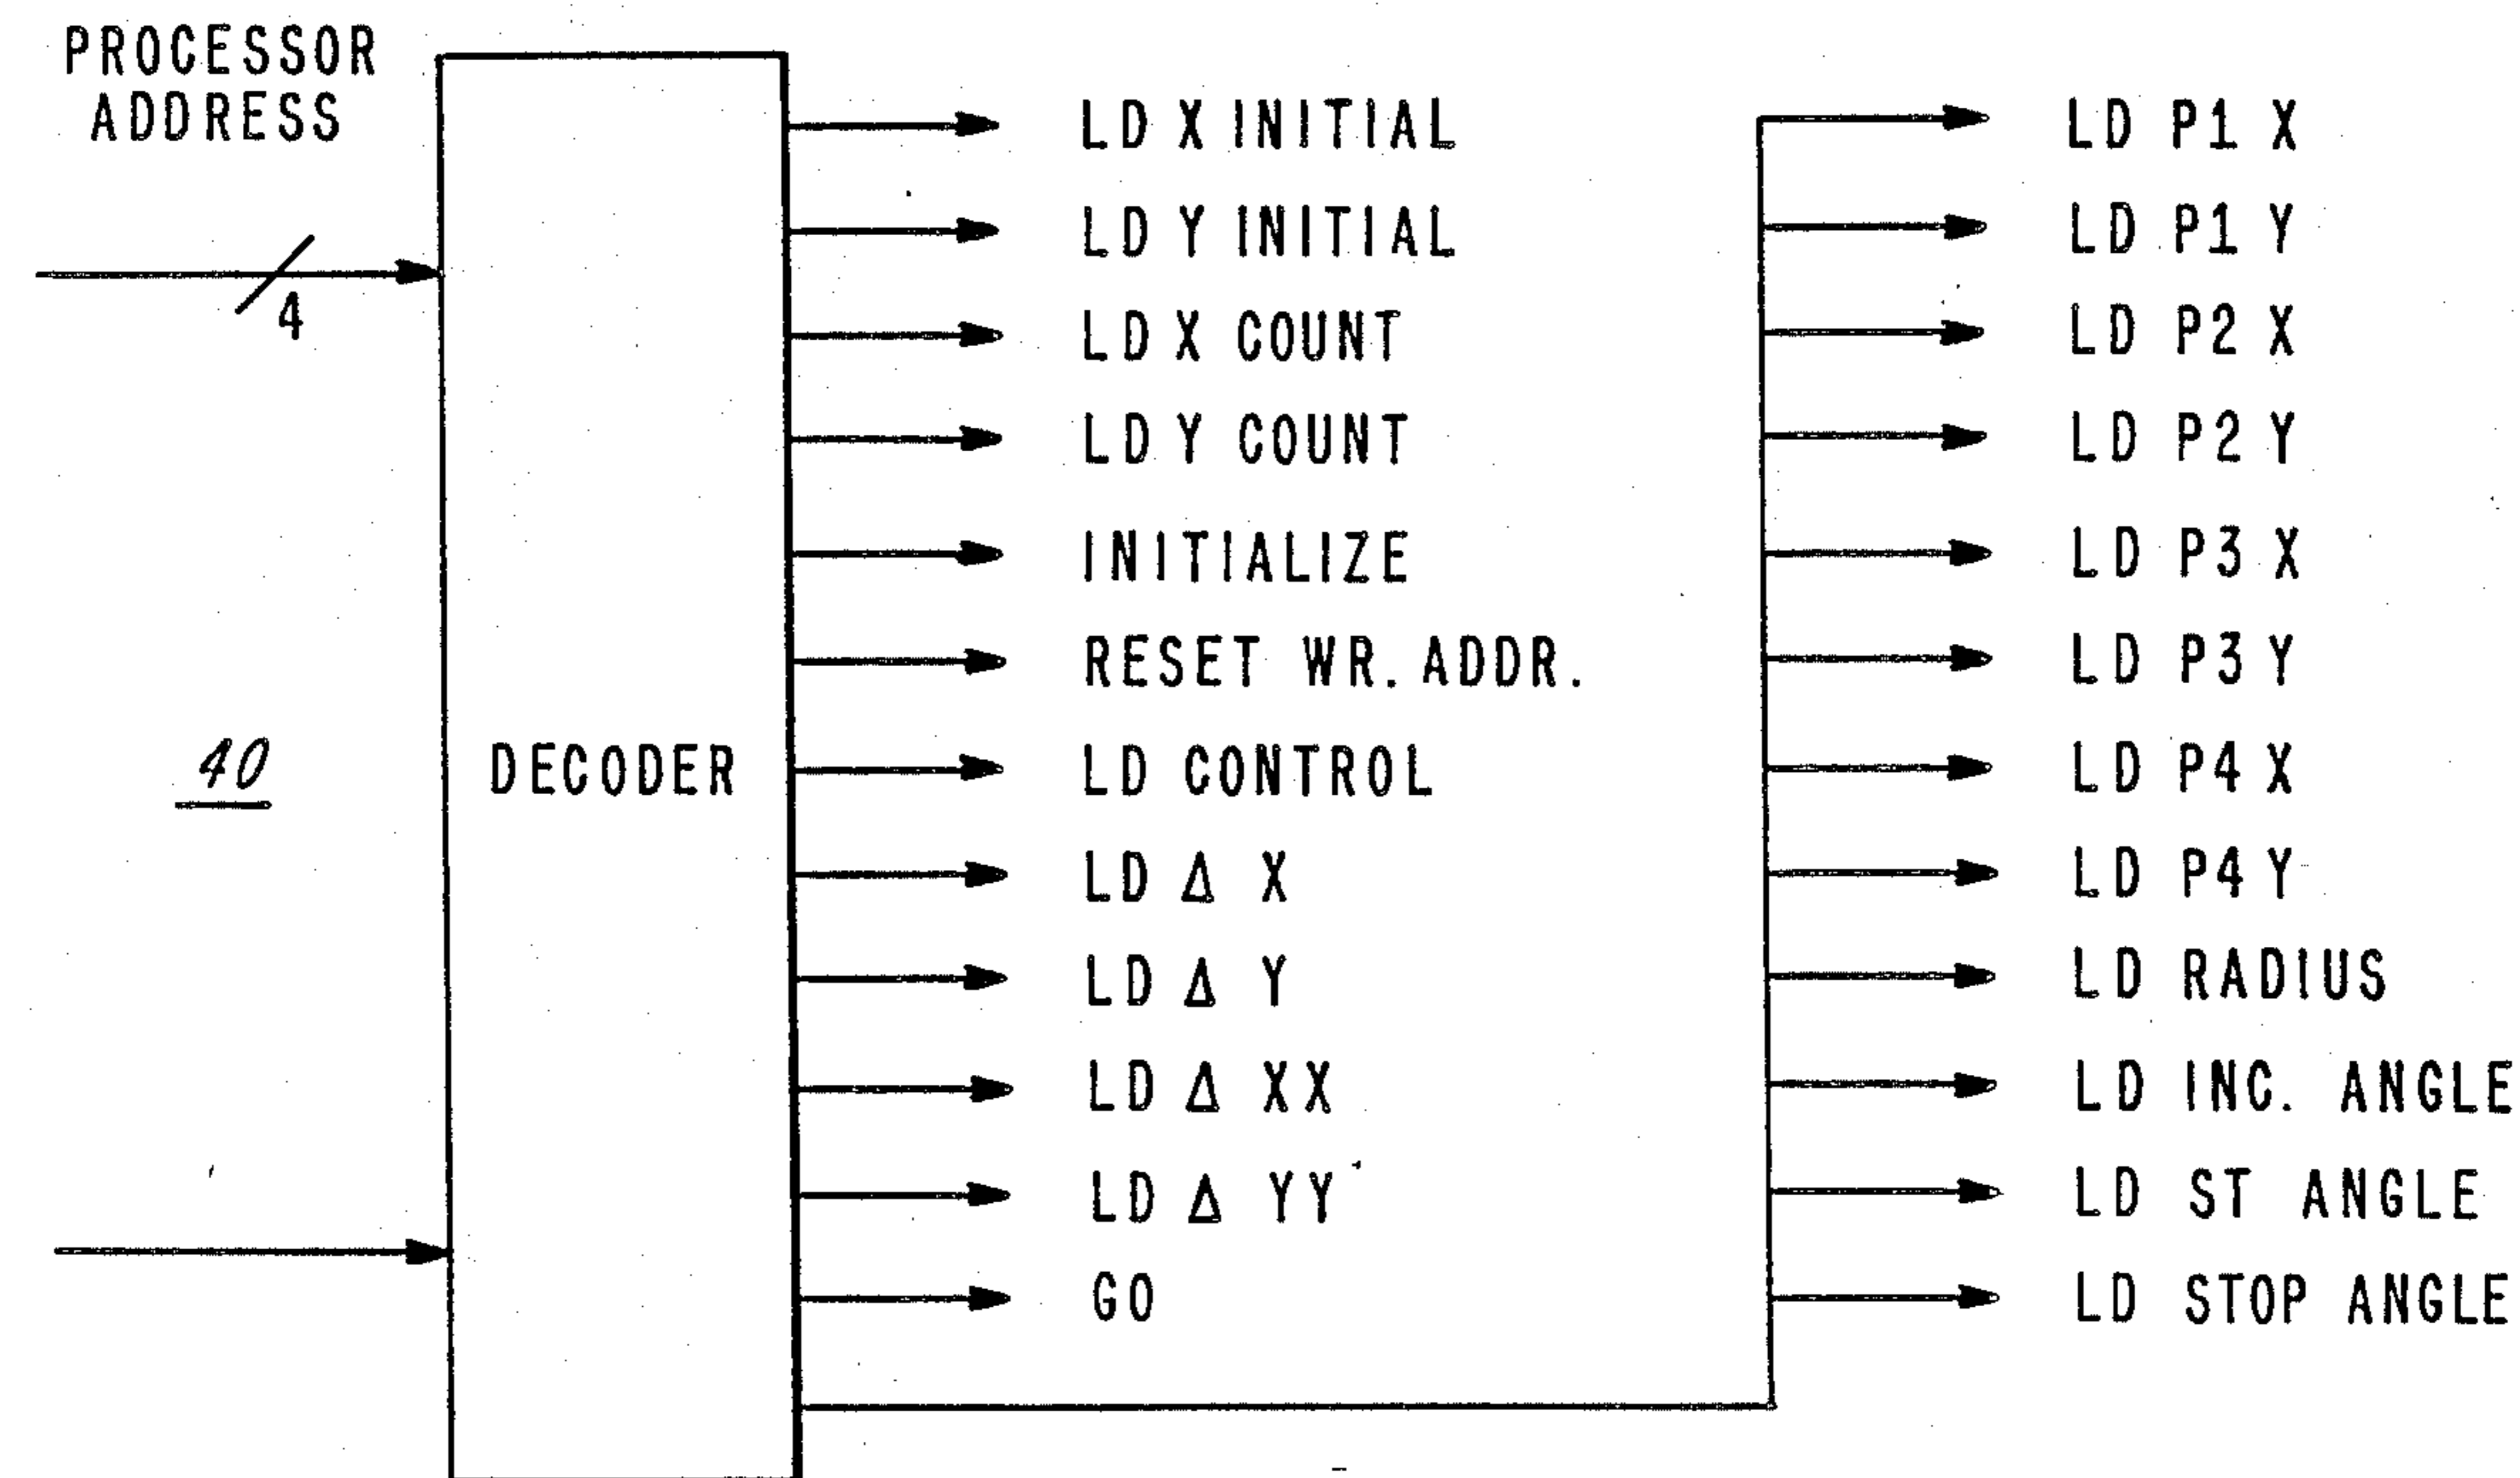 PROCESSOR
ADDRESS
4
40
DECODER
LD X INITIAL
LD Y INITIAL
LD X COUNT
LD Y COUNT
INITIALIZE
RESET WR. ADDR.
LD CONTROL
LD Δ X
LD Δ Y
LD Δ XX
LD Δ YY
GO
LD P1 X
LD P1 Y
LD P2 X
LD P2 Y
LD P3 X
LD P3 Y
LD P4 X
LD P4 Y
LD RADIUS
LD INC. ANGLE
LD ST ANGLE
LD STOP ANGLE